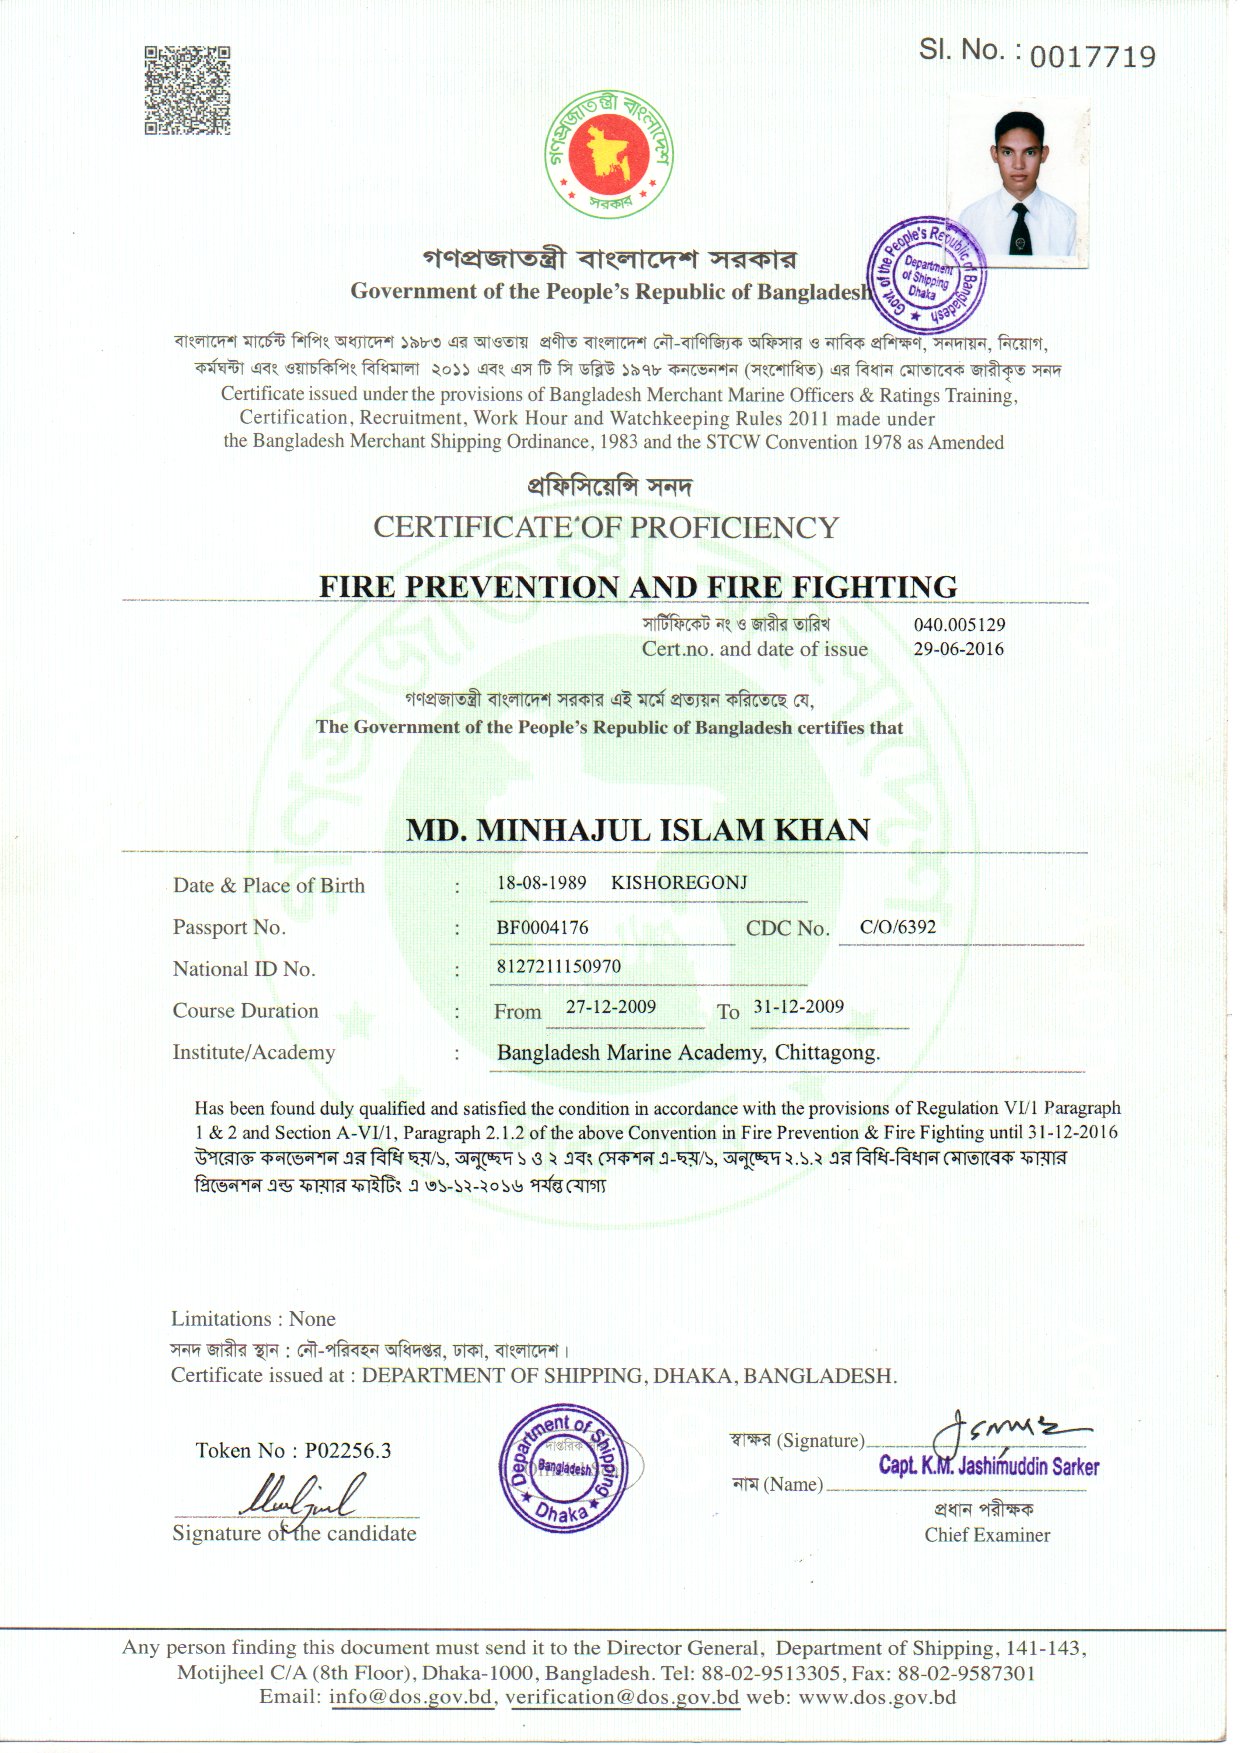 Sl. No. : 0017719
গণপ্রজাতন্ত্রী বাংলাদেশ
সরকার
Govt. of the People's Republic of Bangladesh
Department
of Shipping
Dhaka
গণপ্রজাতন্ত্রী বাংলাদেশ সরকার
Government of the People's Republic of Bangladesh
বাংলাদেশ মার্চেন্ট শিপিং অধ্যাদেশ ১৯৮৩ এর আওতায় প্রণীত বাংলাদেশ নৌ-বাণিজ্যিক অফিসার ও নাবিক প্রশিক্ষণ, সনদায়ন, নিয়োগ,
কর্মঘন্টা এবং ওয়াচকিপিং বিধিমালা ২০১১ এবং এস টি সি ডব্লিউ ১৯৭৮ কনভেনশন (সংশোধিত) এর বিধান মোতাবেক জারীকৃত সনদ
Certificate issued under the provisions of Bangladesh Merchant Marine Officers & Ratings Training,
Certification, Recruitment, Work Hour and Watchkeeping Rules 2011 made under
the Bangladesh Merchant Shipping Ordinance, 1983 and the STCW Convention 1978 as Amended
প্রফিসিয়েন্সি সনদ
CERTIFICATE OF PROFICIENCY
FIRE PREVENTION AND FIRE FIGHTING
সার্টিফিকেট নং ও জারীর তারিখ 040.005129
Cert.no. and date of issue 29-06-2016
গণপ্রজাতন্ত্রী বাংলাদেশ সরকার এই মর্মে প্রত্যয়ন করিতেছে যে,
The Government of the People's Republic of Bangladesh certifies that
MD. MINHAJUL ISLAM KHAN
Date & Place of Birth : 18-08-1989 KISHOREGONJ
Passport No. : BF0004176 CDC No. C/O/6392
National ID No. : 8127211150970
Course Duration : From 27-12-2009 To 31-12-2009
Institute/Academy : Bangladesh Marine Academy, Chittagong.
Has been found duly qualified and satisfied the condition in accordance with the provisions of Regulation VI/1 Paragraph
1 & 2 and Section A-VI/1, Paragraph 2.1.2 of the above Convention in Fire Prevention & Fire Fighting until 31-12-2016
উপরোক্ত কনভেনশন এর বিধি ছয়/১, অনুচ্ছেদ ১ ও ২ এবং সেকশন এ-ছয়/১, অনুচ্ছেদ ২.১.২ এর বিধি-বিধান মোতাবেক ফায়ার
প্রিভেনশন এন্ড ফায়ার ফাইটিং এ ৩১-১২-২০১৬ পর্যন্ত যোগ্য
Limitations : None
সনদ জারীর স্থান : নৌ-পরিবহন অধিদপ্তর, ঢাকা, বাংলাদেশ।
Certificate issued at : DEPARTMENT OF SHIPPING, DHAKA, BANGLADESH.
Token No : P02256.3
Signature of the candidate
Department of Shipping
Bangladesh
Dhaka
স্বাক্ষর (Signature)
Capt. K.M. Jashimuddin Sarker
নাম (Name)
প্রধান পরীক্ষক
Chief Examiner
Any person finding this document must send it to the Director General, Department of Shipping, 141-143,
Motijheel C/A (8th Floor), Dhaka-1000, Bangladesh. Tel: 88-02-9513305, Fax: 88-02-9587301
Email: info@dos.gov.bd, verification@dos.gov.bd web: www.dos.gov.bd